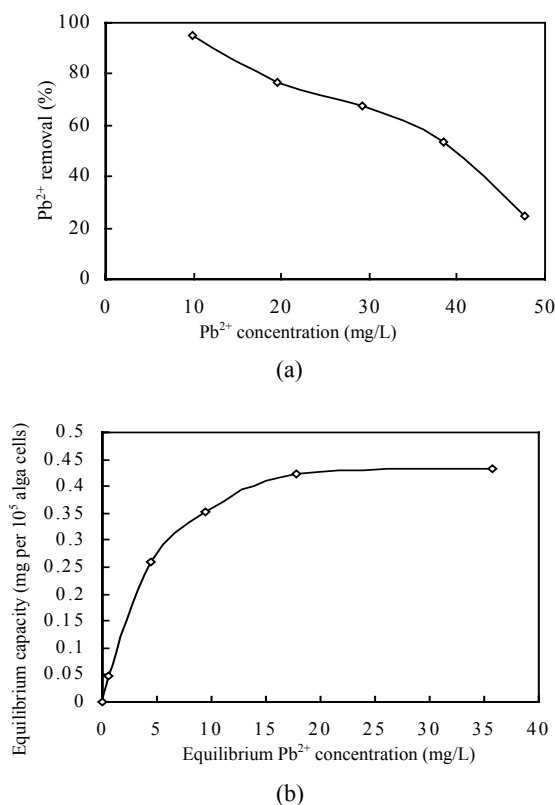 100
80
60
40
20
0
Pb²⁺ removal (%)
0 10 20 30 40 50
Pb²⁺ concentration (mg/L)
(a)
0.5
0.45
0.4
0.35
0.3
0.25
0.2
0.15
0.1
0.05
0
Equilibrium capacity (mg per 10⁵ alga cells)
0 5 10 15 20 25 30 35 40
Equilibrium Pb²⁺ concentration (mg/L)
(b)